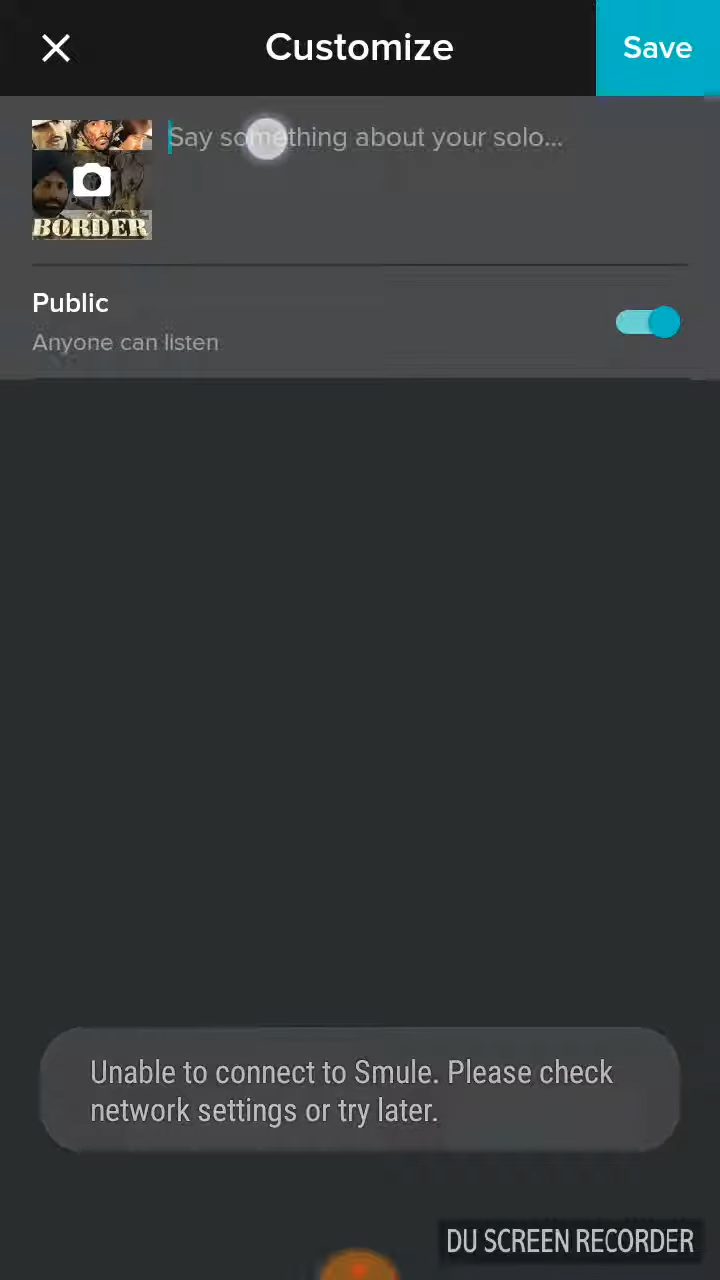 Customize
Save
Say something about your solo...
BORDER
Public
Anyone can listen
Unable to connect to Smule. Please check
network settings or try later.
DU SCREEN RECORDER